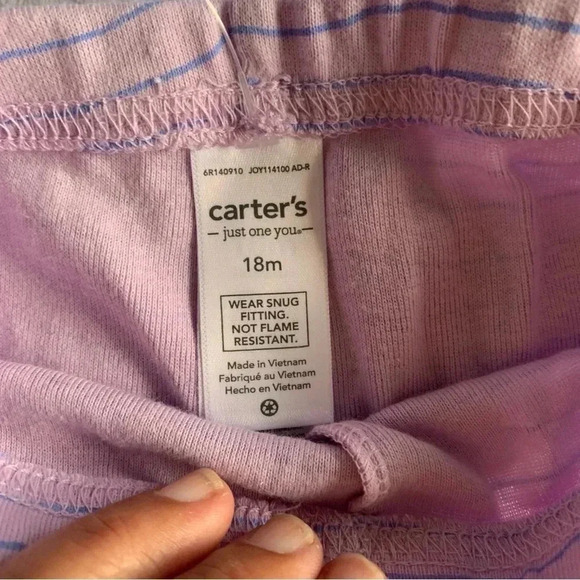 6R140910 JOY114100 AD-R
carter's
just one you®
18m
WEAR SNUG
FITTING.
NOT FLAME
RESISTANT.
Made in Vietnam
Fabriqué au Vietnam
Hecho en Vietnam